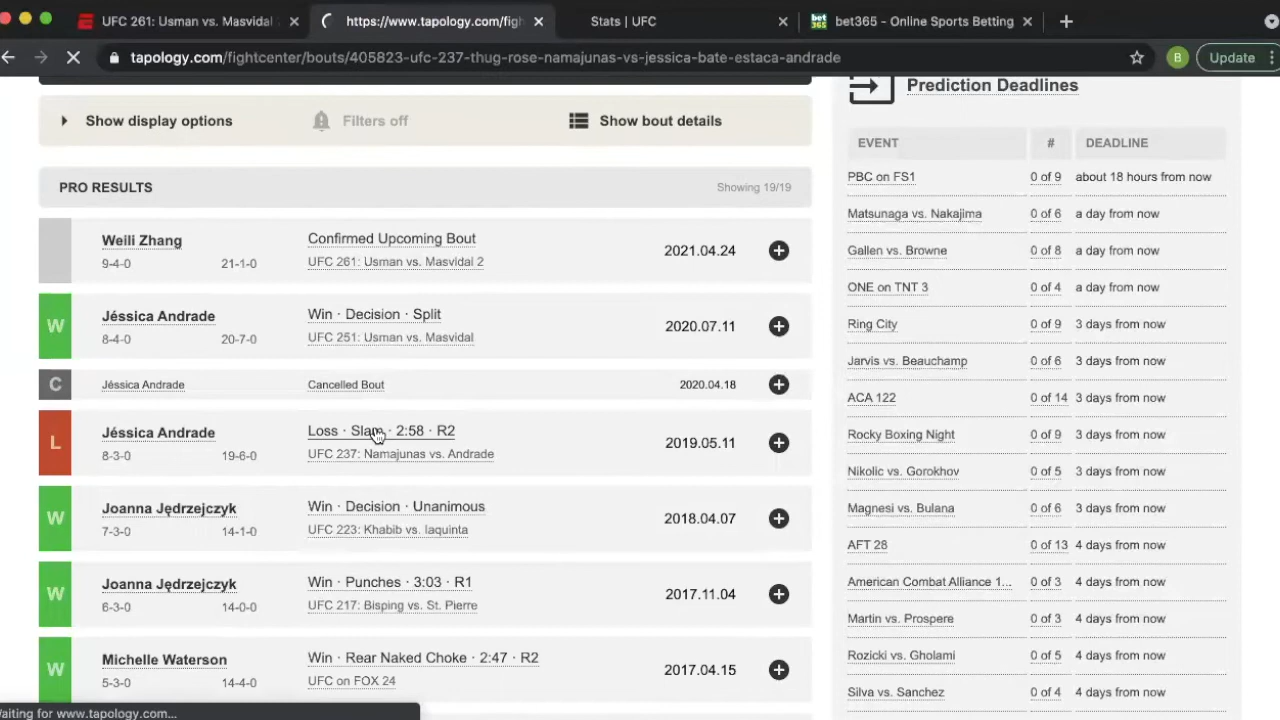 UFC 261: Usman vs. Masvidal
https://www.tapology.com/figh
Stats | UFC
bet365
bet365 - Online Sports Betting
tapology.com/fightcenter/bouts/405823-ufc-237-thug-rose-namajunas-vs-jessica-bate-estaca-andrade
B
Update
Show display options
Filters off
Show bout details
PRO RESULTS
Showing 19/19
Weili Zhang
Confirmed Upcoming Bout
9-4-0
21-1-0
UFC 261: Usman vs. Masvidal 2
2021.04.24
W
Jéssica Andrade
Win · Decision · Split
8-4-0
20-7-0
UFC 251: Usman vs. Masvidal
2020.07.11
C
Jéssica Andrade
Cancelled Bout
2020.04.18
L
Jéssica Andrade
Loss · Slam · 2:58 · R2
8-3-0
19-6-0
UFC 237: Namajunas vs. Andrade
2019.05.11
W
Joanna Jędrzejczyk
Win · Decision · Unanimous
7-3-0
14-1-0
UFC 223: Khabib vs. Iaquinta
2018.04.07
W
Joanna Jędrzejczyk
Win · Punches · 3:03 · R1
6-3-0
14-0-0
UFC 217: Bisping vs. St. Pierre
2017.11.04
W
Michelle Waterson
Win · Rear Naked Choke · 2:47 · R2
5-3-0
14-4-0
UFC on FOX 24
2017.04.15
Prediction Deadlines
EVENT # DEADLINE
PBC on FS1 0 of 9 about 18 hours from now
Matsunaga vs. Nakajima 0 of 6 a day from now
Gallen vs. Browne 0 of 8 a day from now
ONE on TNT 3 0 of 4 a day from now
Ring City 0 of 9 3 days from now
Jarvis vs. Beauchamp 0 of 6 3 days from now
ACA 122 0 of 14 3 days from now
Rocky Boxing Night 0 of 9 3 days from now
Nikolic vs. Gorokhov 0 of 5 3 days from now
Magnesi vs. Bulana 0 of 6 3 days from now
AFT 28 0 of 13 4 days from now
American Combat Alliance 1... 0 of 3 4 days from now
Martin vs. Prospere 0 of 3 4 days from now
Rozicki vs. Gholami 0 of 5 4 days from now
Silva vs. Sanchez 0 of 4 4 days from now
Waiting for www.tapology.com...